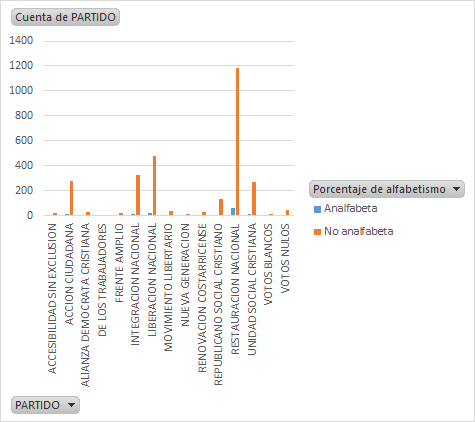 Cuenta de PARTIDO
1400
1200
1000
800
600
400
200
0
ACCESIBILIDAD SIN EXCLUSION
ACCION CIUDADANA
ALIANZA DEMOCRATA CRISTIANA
DE LOS TRABAJADORES
FRENTE AMPLIO
INTEGRACION NACIONAL
LIBERACION NACIONAL
MOVIMIENTO LIBERTARIO
NUEVA GENERACION
RENOVACION COSTARRICENSE
REPUBLICANO SOCIAL CRISTIANO
RESTAURACION NACIONAL
UNIDAD SOCIAL CRISTIANA
VOTOS BLANCOS
VOTOS NULOS
Porcentaje de alfabetismo
Analfabeta
No analfabeta
PARTIDO